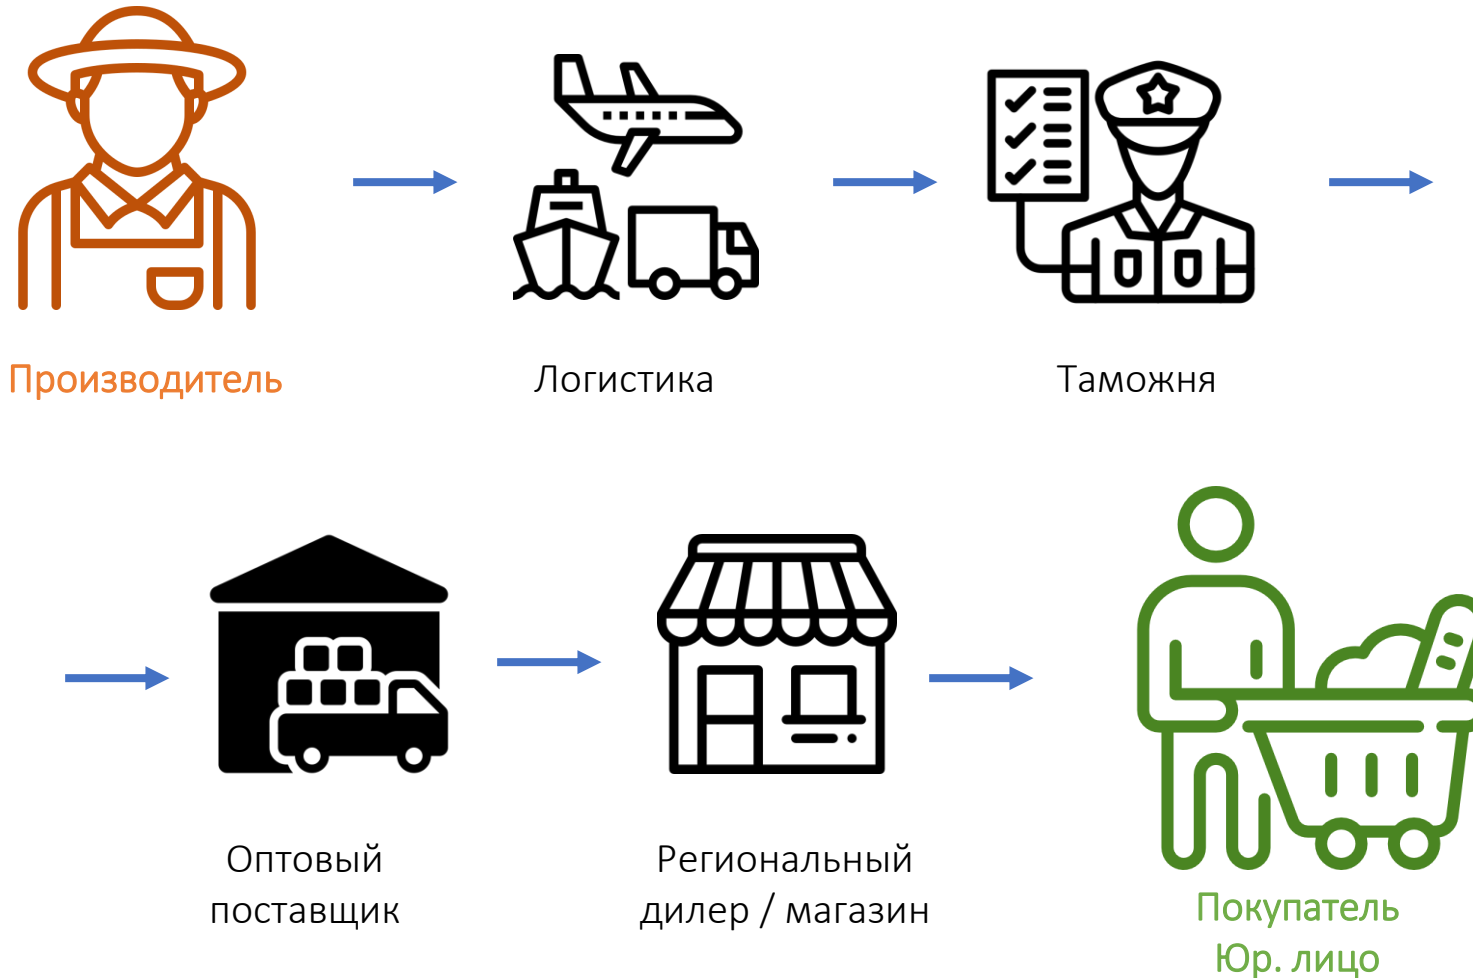 Производитель
Логистика
Таможня
Оптовый
поставщик
Региональный
дилер / магазин
Покупатель
Юр. лицо